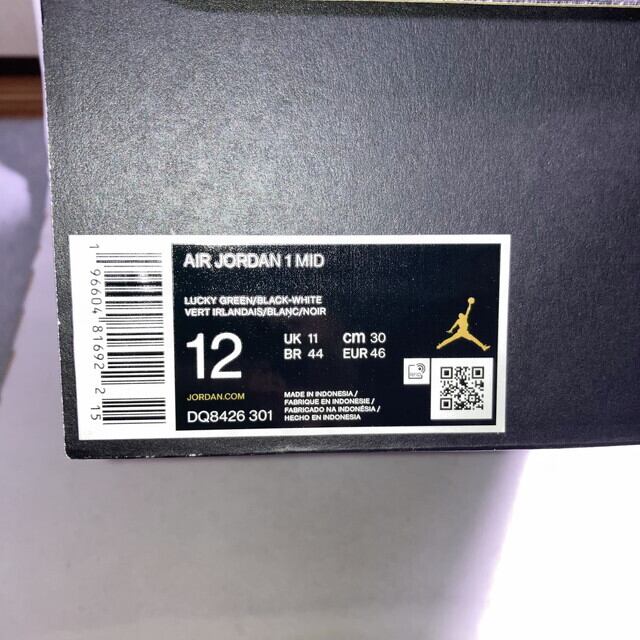 1 96604 81692 2 15
AIR JORDAN 1 MID
LUCKY GREEN/BLACK-WHITE
VERT IRLANDAIS/BLANC/NOIR
12
UK 11 cm 30
BR 44 EUR 46
JORDAN.COM
DQ8426 301
MADE IN INDONESIA/
FABRIQUE EN INDONESIE/
FABRICADO NA INDONÉSIA/
HECHO EN INDONESIA